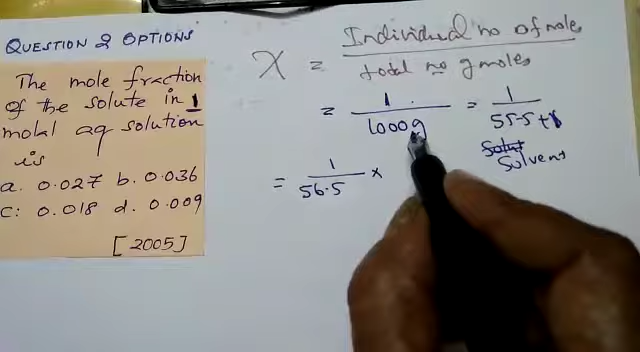 QUESTION 2 OPTIONS
The mole fraction
of the solute in 1
molal aq solution
is
a. 0.027 b. 0.036
c: 0.018 d. 0.009
[2005]
X = Individual no of mole
total no of moles
= 1 / 1000g = 1 / 55.5+1
Solut
Solvent
= 1 / 56.5 ×